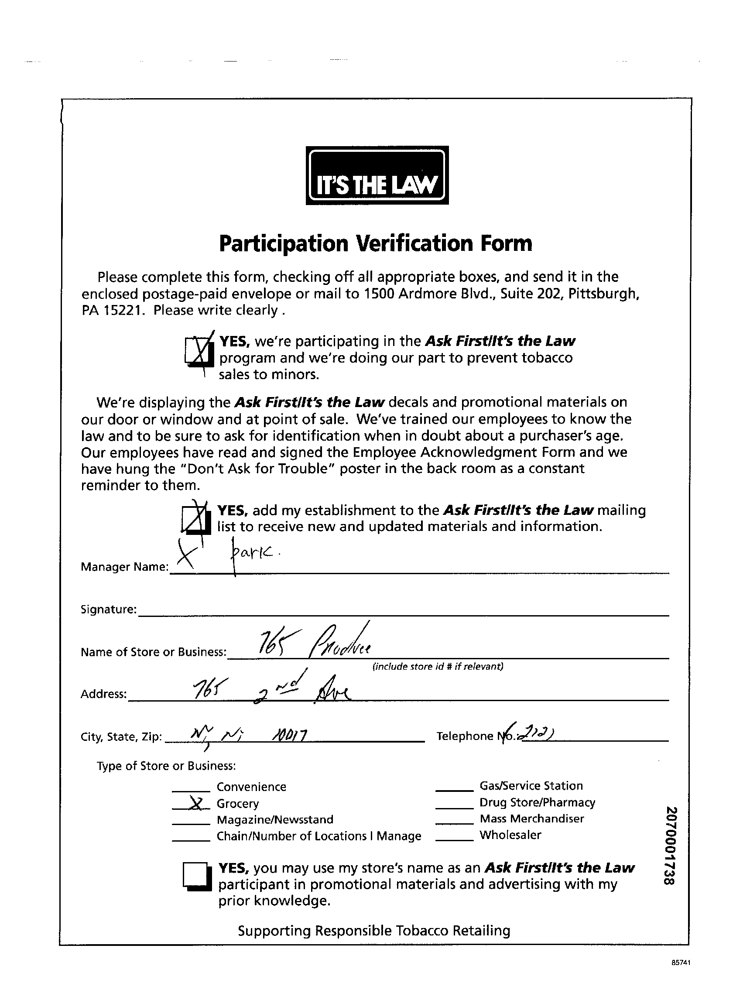 IT'S THE LAW
Participation Verification Form
Please complete this form, checking off all appropriate boxes, and send it in the
enclosed postage-paid envelope or mail to 1500 Ardmore Blvd., Suite 202, Pittsburgh,
PA 15221. Please write clearly .
YES, we're participating in the Ask First/It's the Law
program and we're doing our part to prevent tobacco
sales to minors.
We're displaying the Ask First/It's the Law decals and promotional materials on
our door or window and at point of sale. We've trained our employees to know the
law and to be sure to ask for identification when in doubt about a purchaser's age.
Our employees have read and signed the Employee Acknowledgment Form and we
have hung the "Don't Ask for Trouble" poster in the back room as a constant
reminder to them.
YES, add my establishment to the Ask First/It's the Law mailing
list to receive new and updated materials and information.
Manager Name: X park.
Signature:
Name of Store or Business: 765 Produce
(include store id # if relevant)
Address: 765 2nd Ave
City, State, Zip: 10017 Telephone No.: (212)
Type of Store or Business:
Convenience Gas/Service Station
X Grocery Drug Store/Pharmacy
Magazine/Newsstand Mass Merchandiser
Chain/Number of Locations I Manage Wholesaler
YES, you may use my store's name as an Ask First/It's the Law
participant in promotional materials and advertising with my
prior knowledge.
Supporting Responsible Tobacco Retailing
2070001738
85741